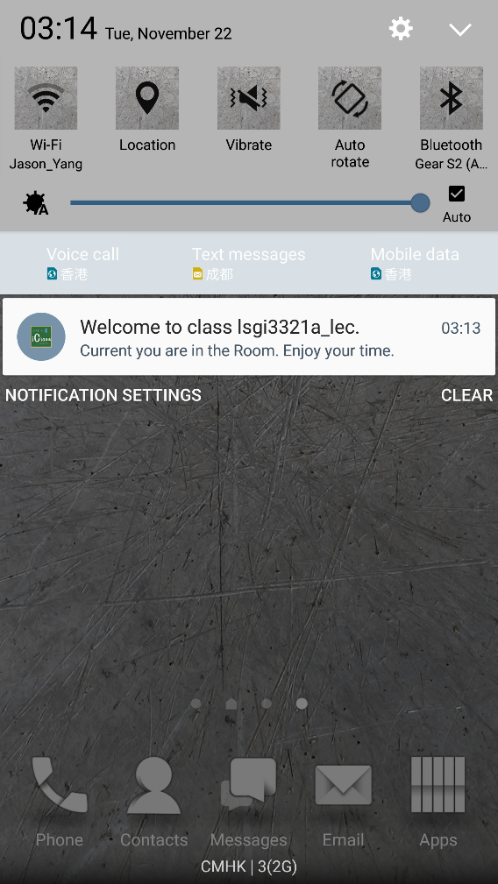 03:14 Tue, November 22
Wi-Fi
Jason_Yang
Location
Vibrate
Auto
rotate
Bluetooth
Gear S2 (A...
A
Auto
Voice call
香港
Text messages
成都
Mobile data
香港
iClass
Welcome to class lsgi3321a_lec.
03:13
Current you are in the Room. Enjoy your time.
NOTIFICATION SETTINGS
CLEAR
Phone
Contacts
Messages
Email
Apps
CMHK | 3(2G)